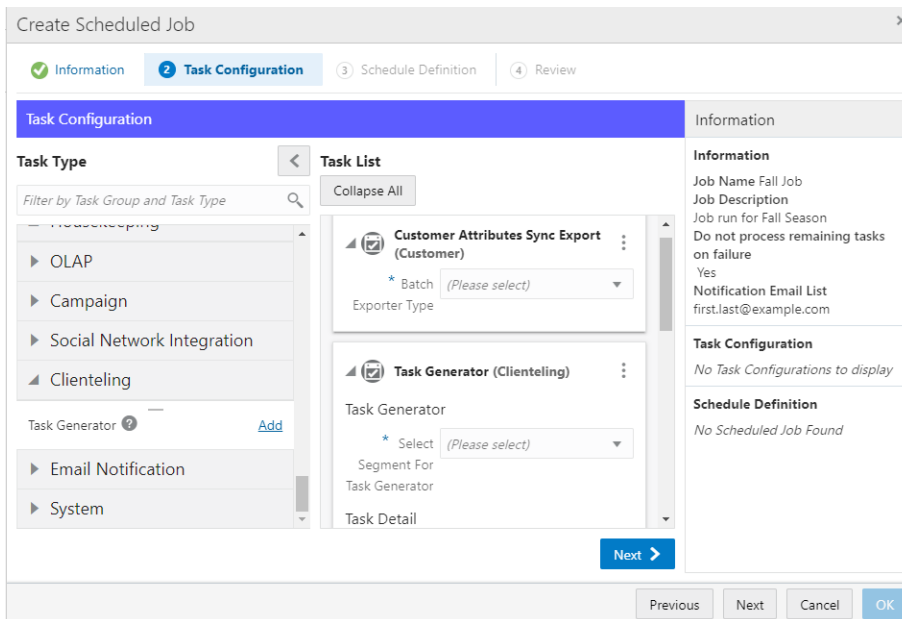 Create Scheduled Job
Information
2 Task Configuration
3 Schedule Definition
4 Review
Task Configuration
Task Type
Filter by Task Group and Task Type
Housekeeping
OLAP
Campaign
Social Network Integration
Clienteling
Task Generator ? Add
Email Notification
System
Task List
Collapse All
Customer Attributes Sync Export
(Customer)
* Batch
Exporter Type
(Please select)
Task Generator (Clienteling)
Task Generator
* Select
Segment For
Task Generator
(Please select)
Task Detail
Next
Information
Information
Job Name Fall Job
Job Description
Job run for Fall Season
Do not process remaining tasks
on failure
Yes
Notification Email List
first.last@example.com
Task Configuration
No Task Configurations to display
Schedule Definition
No Scheduled Job Found
Previous
Next
Cancel
OK